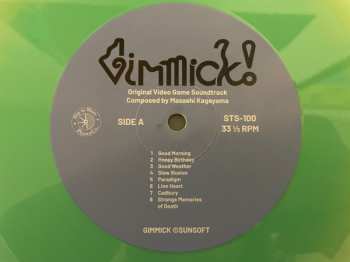 Gimmick!
Original Video Game Soundtrack
Composed by Masashi Kageyama
SIDE A
STS-100
33 ⅓ RPM
1 Good Morning
2 Happy Birthday
3 Good Weather
4 Slow Illusion
5 Paradigm
6 Lion Heart
7 Cadbury
8 Strange Memories
of Death
GIMMICK ©SUNSOFT